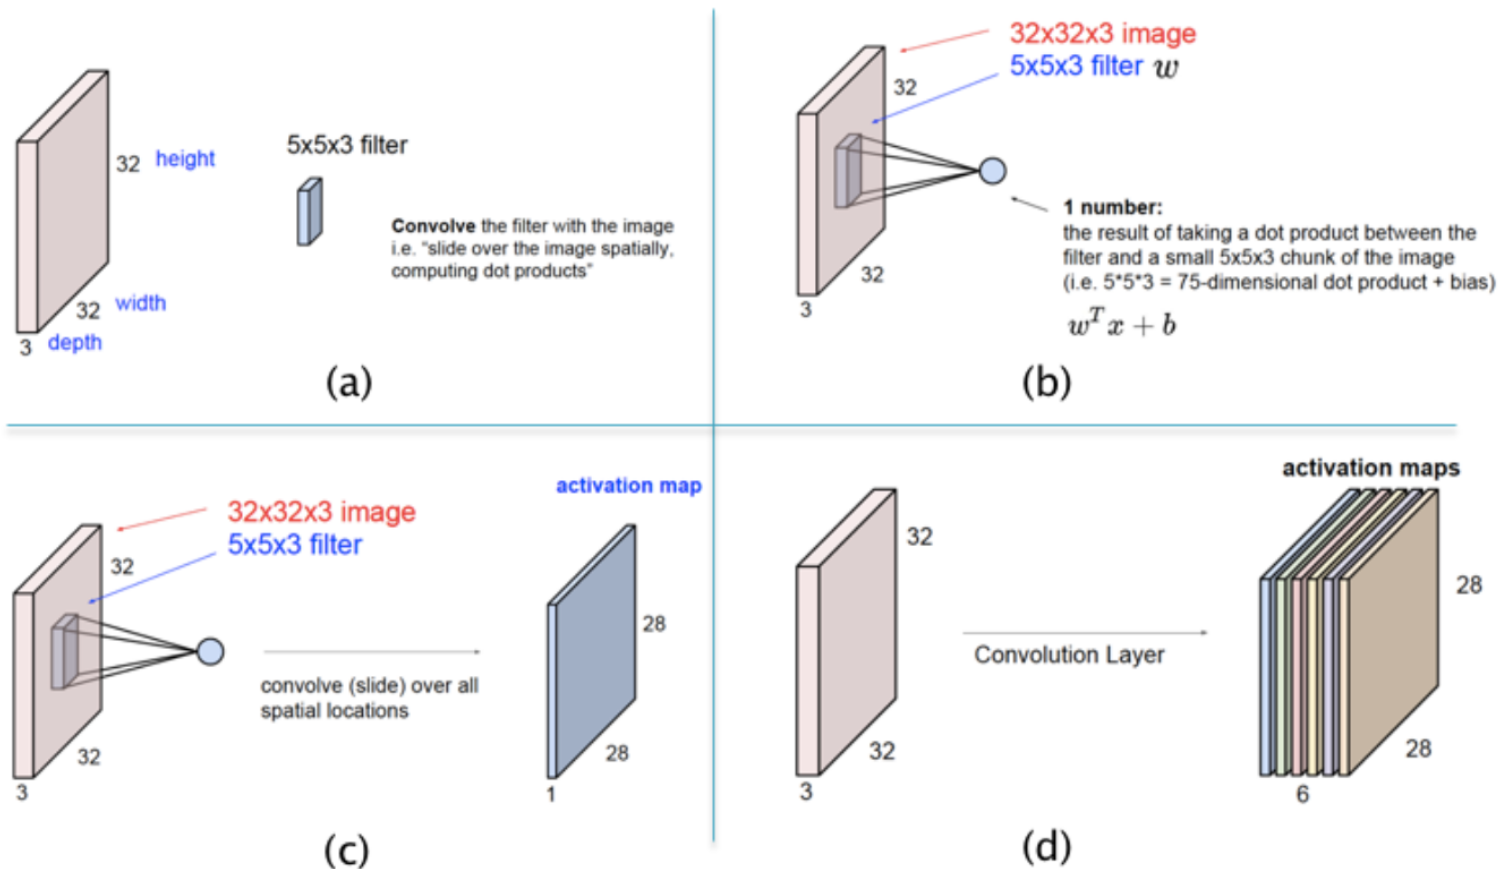 32 height
5x5x3 filter
Convolve the filter with the image
i.e. “slide over the image spatially,
computing dot products”
32 width
3 depth
(a)
32x32x3 image
5x5x3 filter w
32
1 number:
the result of taking a dot product between the
filter and a small 5x5x3 chunk of the image
(i.e. 5*5*3 = 75-dimensional dot product + bias)
w^T x + b
32
3
(b)
32x32x3 image
5x5x3 filter
32
activation map
convolve (slide) over all
spatial locations
28
32
28
3
1
(c)
activation maps
32
Convolution Layer
28
32
28
3
6
(d)